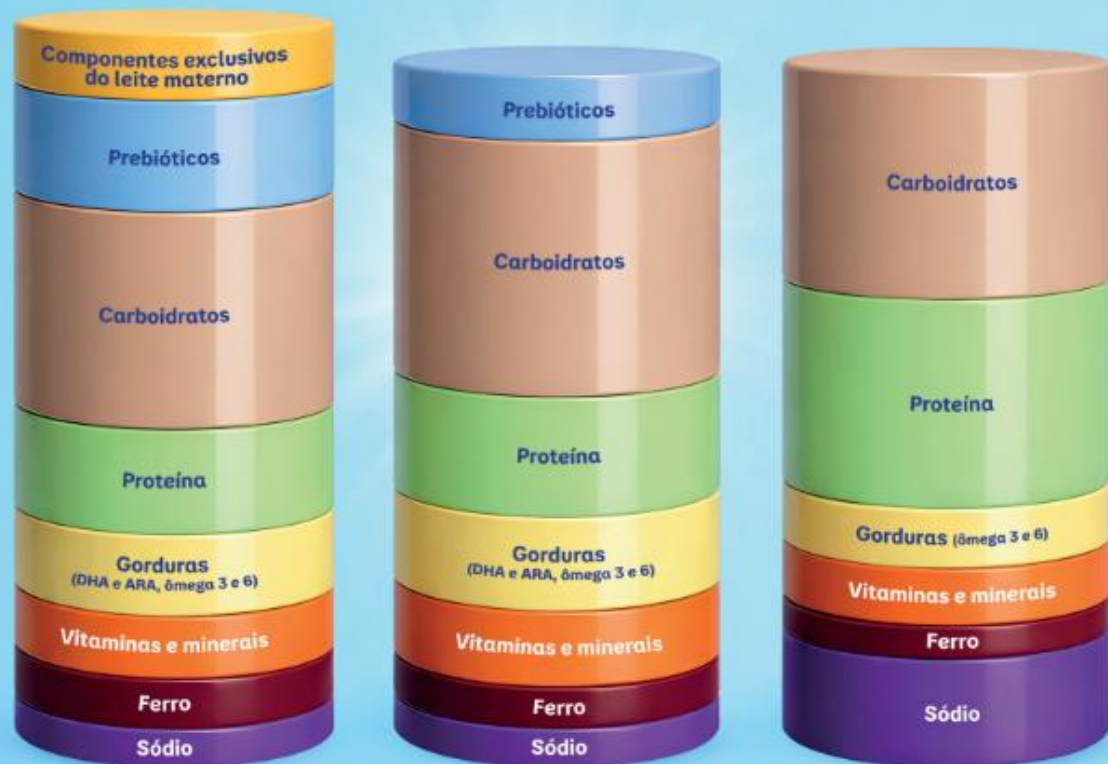 Componentes exclusivos
do leite materno
Prebióticos
Carboidratos
Proteína
Gorduras
(DHA e ARA, ômega 3 e 6)
Vitaminas e minerais
Ferro
Sódio
Prebióticos
Carboidratos
Proteína
Gorduras
(DHA e ARA, ômega 3 e 6)
Vitaminas e minerais
Ferro
Sódio
Carboidratos
Proteína
Gorduras (ômega 3 e 6)
Vitaminas e minerais
Ferro
Sódio